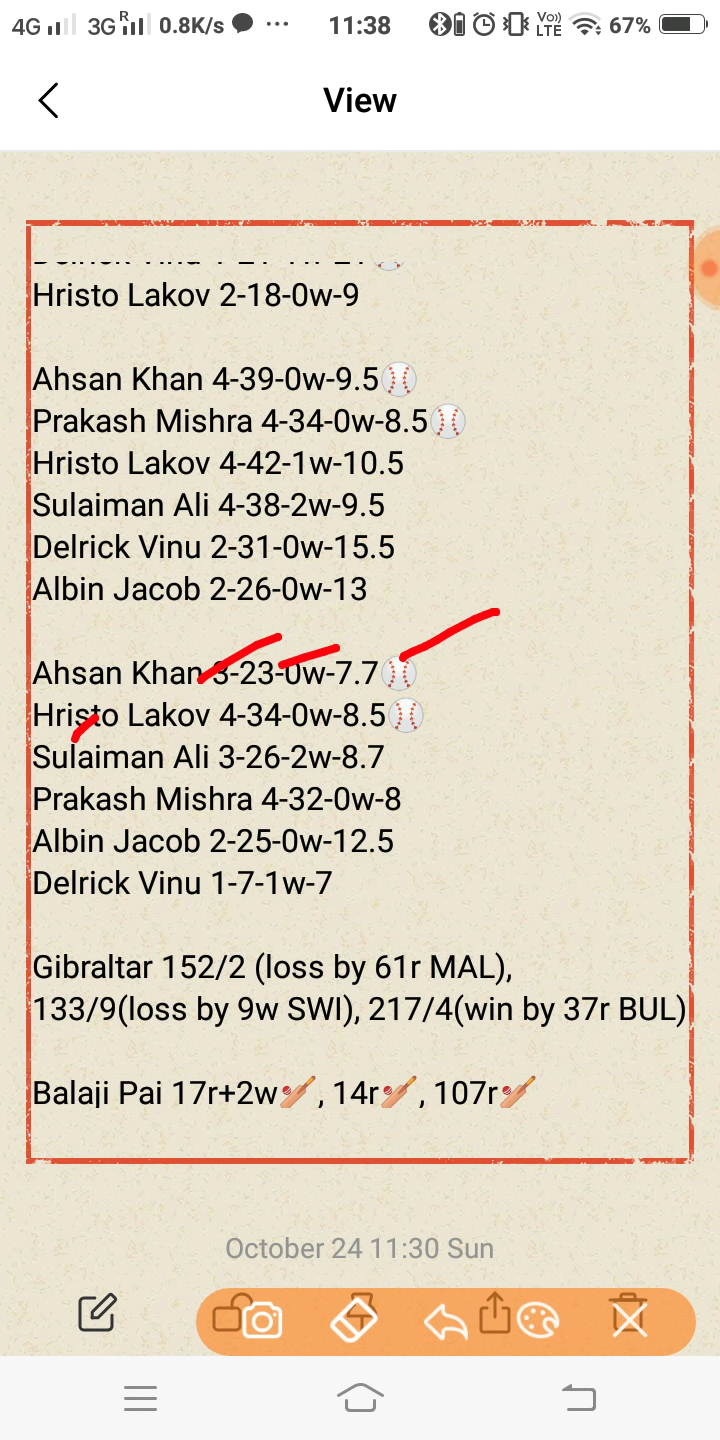 4G 3G R 0.8K/s ... 11:38 Vo)) LTE 67%
View
Hristo Lakov 2-18-0w-9
Ahsan Khan 4-39-0w-9.5⚾
Prakash Mishra 4-34-0w-8.5⚾
Hristo Lakov 4-42-1w-10.5
Sulaiman Ali 4-38-2w-9.5
Delrick Vinu 2-31-0w-15.5
Albin Jacob 2-26-0w-13
Ahsan Khan 3-23-0w-7.7⚾
Hristo Lakov 4-34-0w-8.5⚾
Sulaiman Ali 3-26-2w-8.7
Prakash Mishra 4-32-0w-8
Albin Jacob 2-25-0w-12.5
Delrick Vinu 1-7-1w-7
Gibraltar 152/2 (loss by 61r MAL),
133/9(loss by 9w SWI), 217/4(win by 37r BUL)
Balaji Pai 17r+2w🏏, 14r🏏, 107r🏏
October 24 11:30 Sun